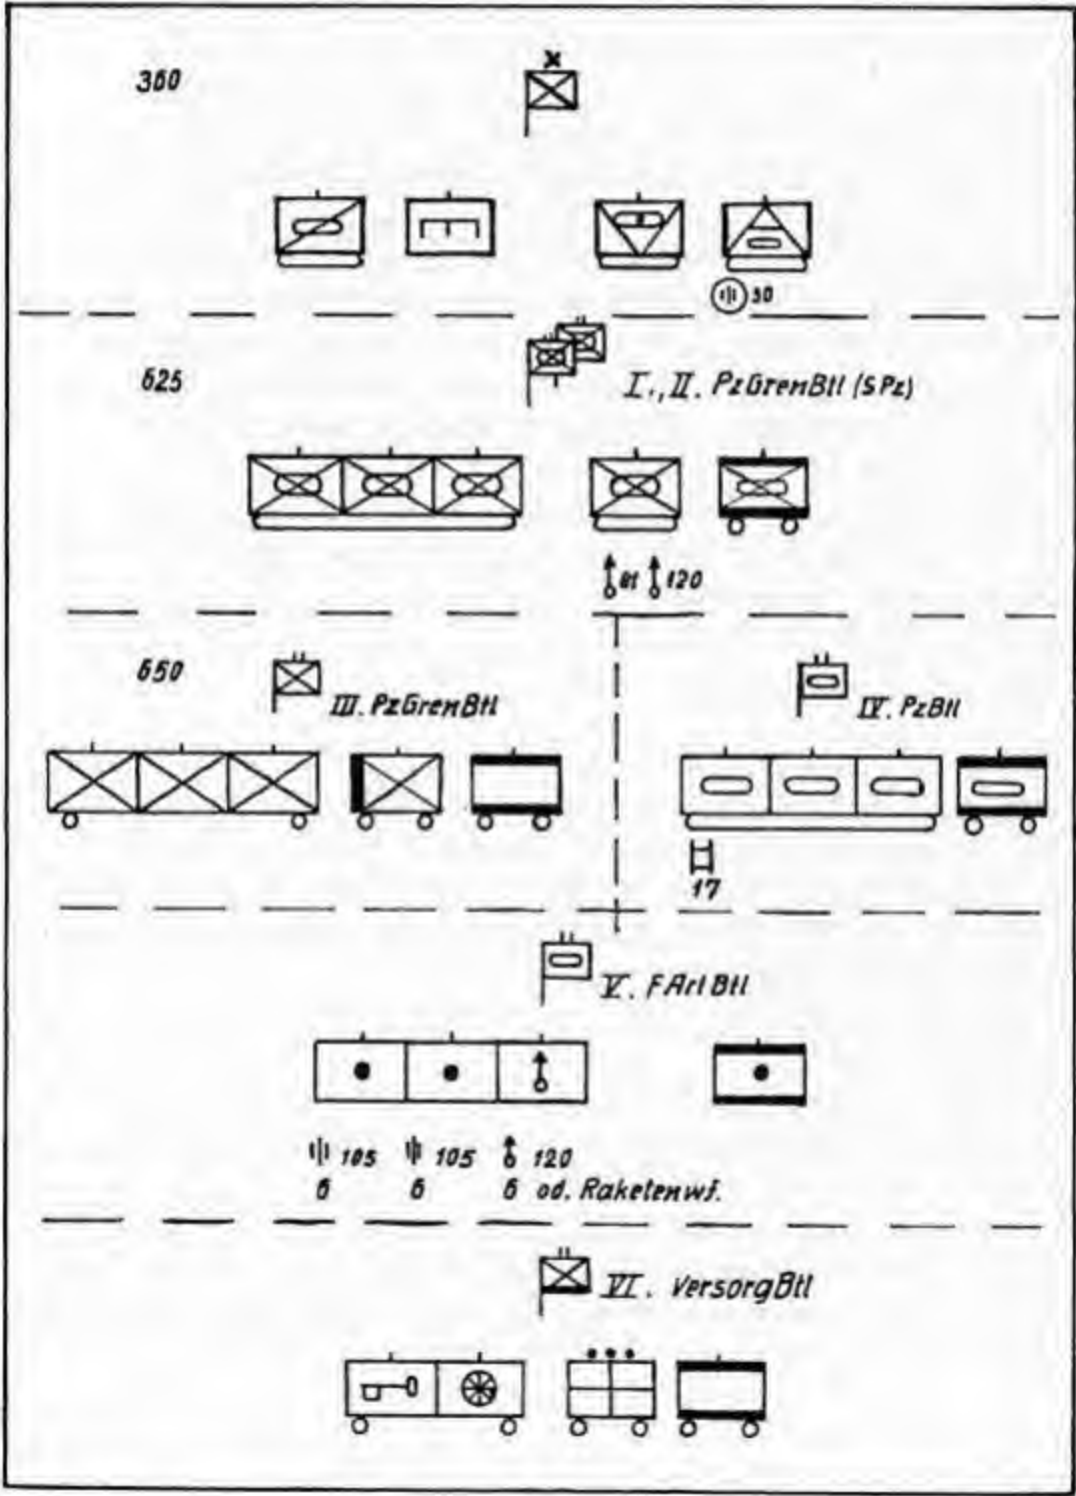 360
30
625
I., II. PzGrenBtl (SPz)
81 120
650
III. PzGrenBtl
IV. PzBtl
17
V. FArtBtl
105 105 120
6 6 6 od. Raketenwf.
VI. VersorgBtl